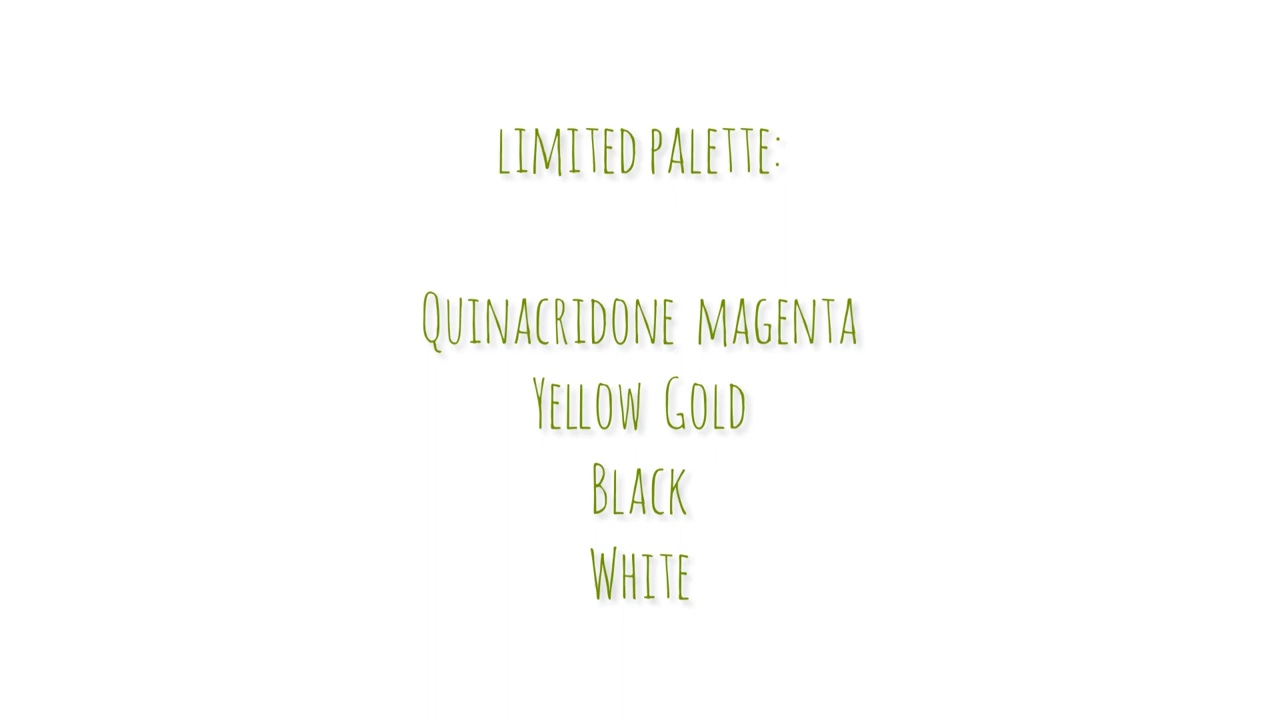 LIMITED PALETTE:
QUINACRIDONE MAGENTA
YELLOW GOLD
BLACK
WHITE